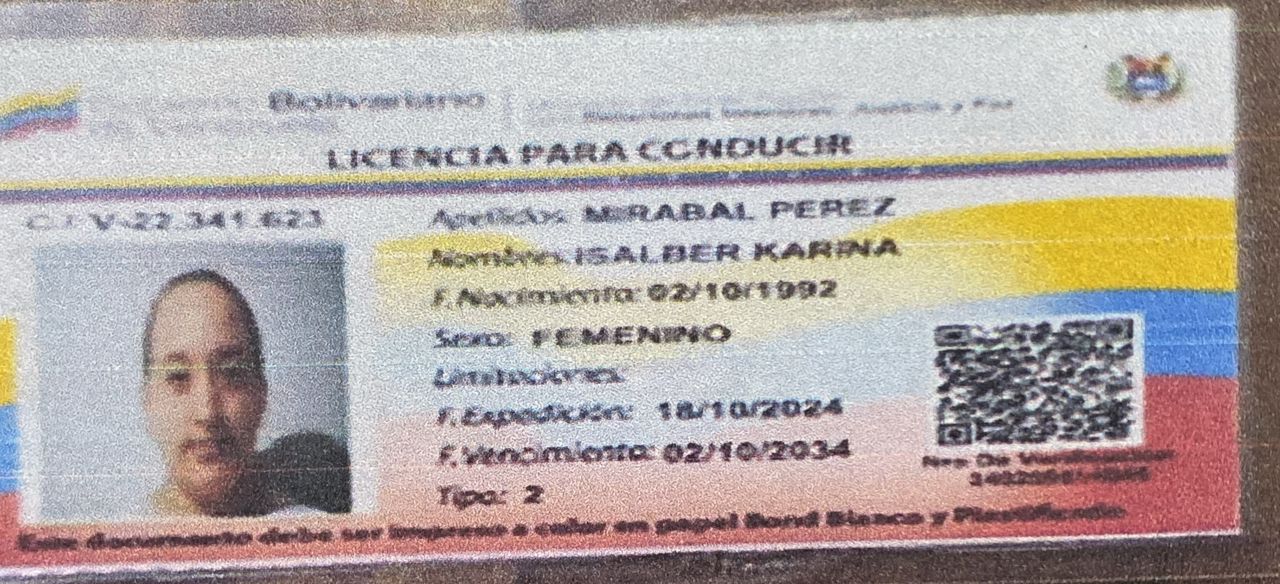 Bolivariano
LICENCIA PARA CONDUCIR
V-22.341.623
Apellidos: MIRABAL PEREZ
Nombres: ISALBER KARINA
F.Nacimiento: 02/10/1992
Sexo: FEMENINO
Limitaciones:
F.Expedición: 18/10/2024
F.Vencimiento: 02/10/2034
Tipo: 2
Este documento debe ser impreso a color en papel Bond Blanco y Plastificado